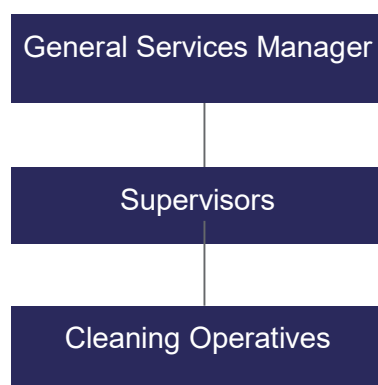 General Services Manager
Supervisors
Cleaning Operatives